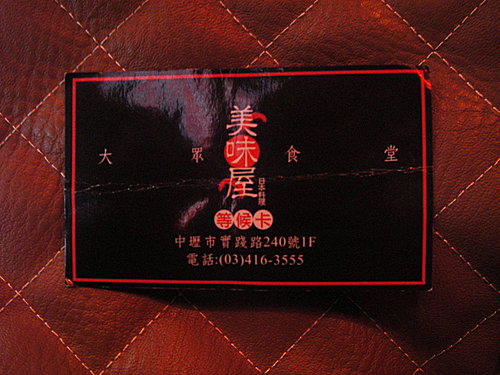 美味屋
日本料理
大眾食堂
等候卡
中壢市實踐路240號1F
電話:(03)416-3555